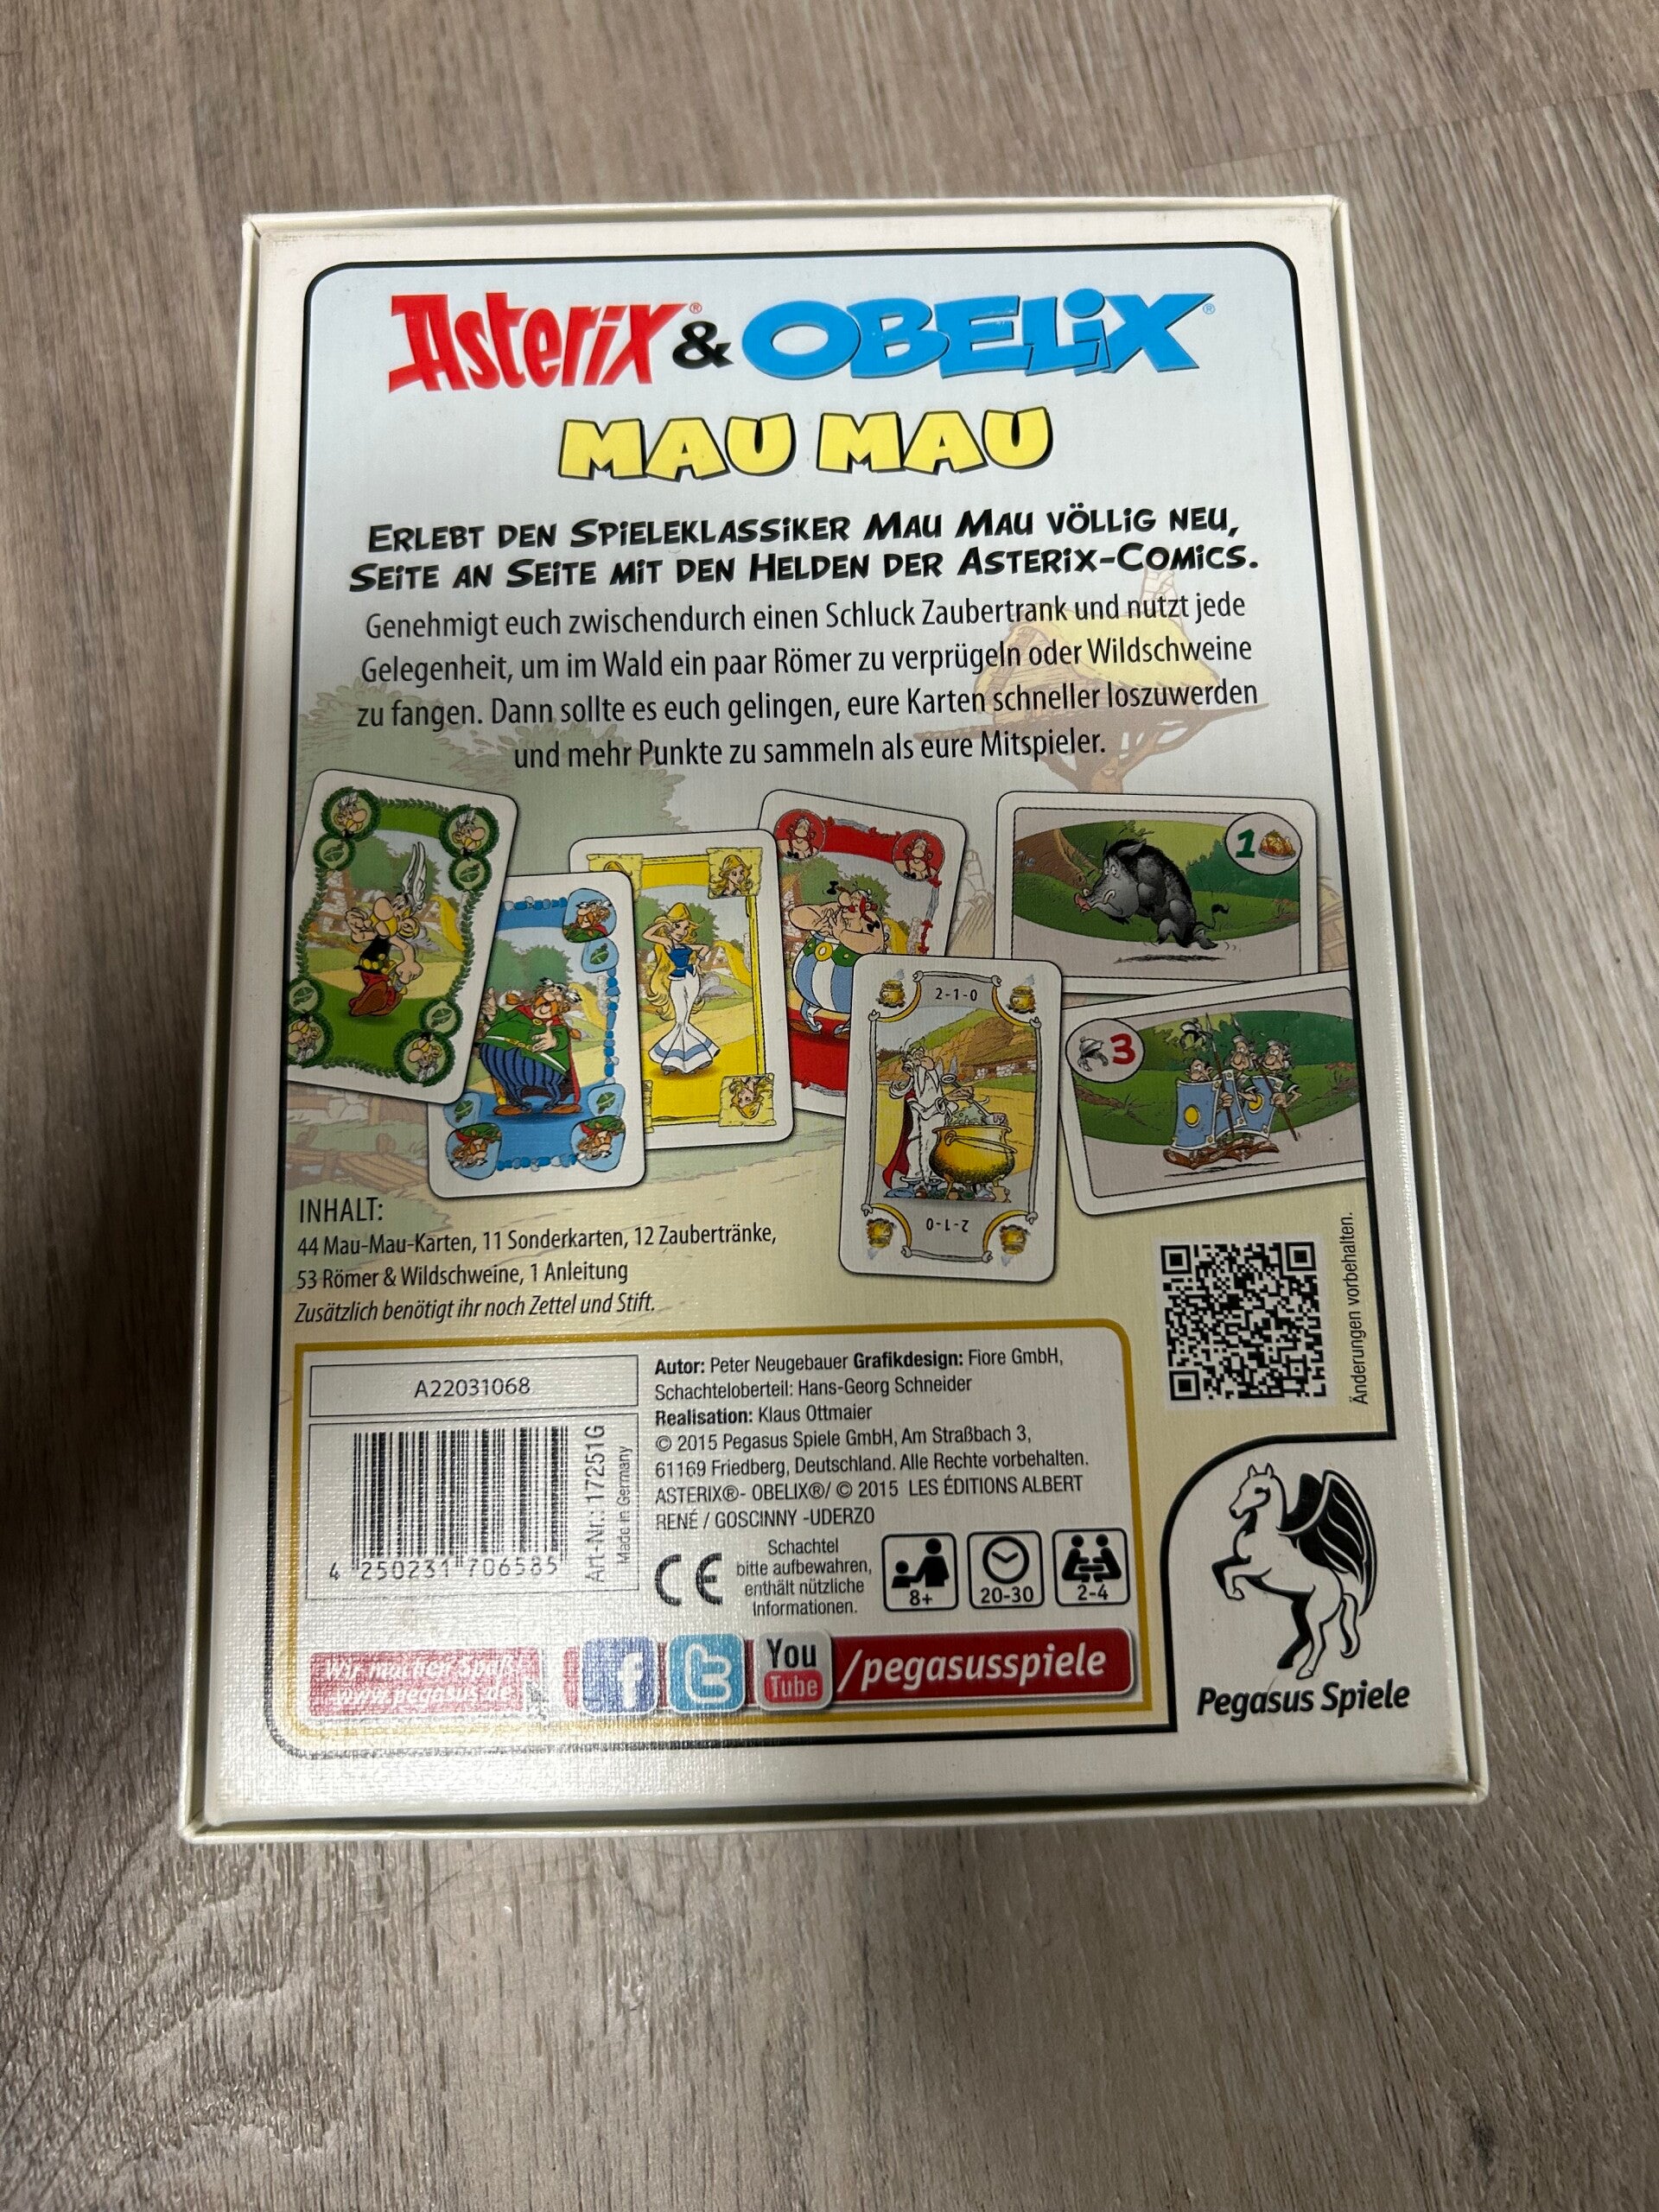 Asterix® & OBELIX®
MAU MAU
ERLEBT DEN SPIELEKLASSIKER MAU MAU VÖLLIG NEU,
SEITE AN SEITE MIT DEN HELDEN DER ASTERIX-COMICS.
Genehmigt euch zwischendurch einen Schluck Zaubertrank und nutzt jede
Gelegenheit, um im Wald ein paar Römer zu verprügeln oder Wildschweine
zu fangen. Dann sollte es euch gelingen, eure Karten schneller loszuwerden
und mehr Punkte zu sammeln als eure Mitspieler.
1
2-1-0
3
2-1-0
INHALT:
44 Mau-Mau-Karten, 11 Sonderkarten, 12 Zaubertränke,
53 Römer & Wildschweine, 1 Anleitung
Zusätzlich benötigt ihr noch Zettel und Stift.
Änderungen vorbehalten.
A22031068
4 250231 706585
Art-Nr.: 17251G
Made in Germany
Autor: Peter Neugebauer Grafikdesign: Fiore GmbH,
Schachteloberteil: Hans-Georg Schneider
Realisation: Klaus Ottmaier
© 2015 Pegasus Spiele GmbH, Am Straßbach 3,
61169 Friedberg, Deutschland. Alle Rechte vorbehalten.
ASTERIX®- OBELIX®/ © 2015 LES ÉDITIONS ALBERT
RENÉ / GOSCINNY -UDERZO
CE
Schachtel
bitte aufbewahren,
enthält nützliche
Informationen.
8+
20-30
2-4
Wir machen Spaß!
www.pegasus.de
f
t
You
Tube
/pegasusspiele
Pegasus Spiele